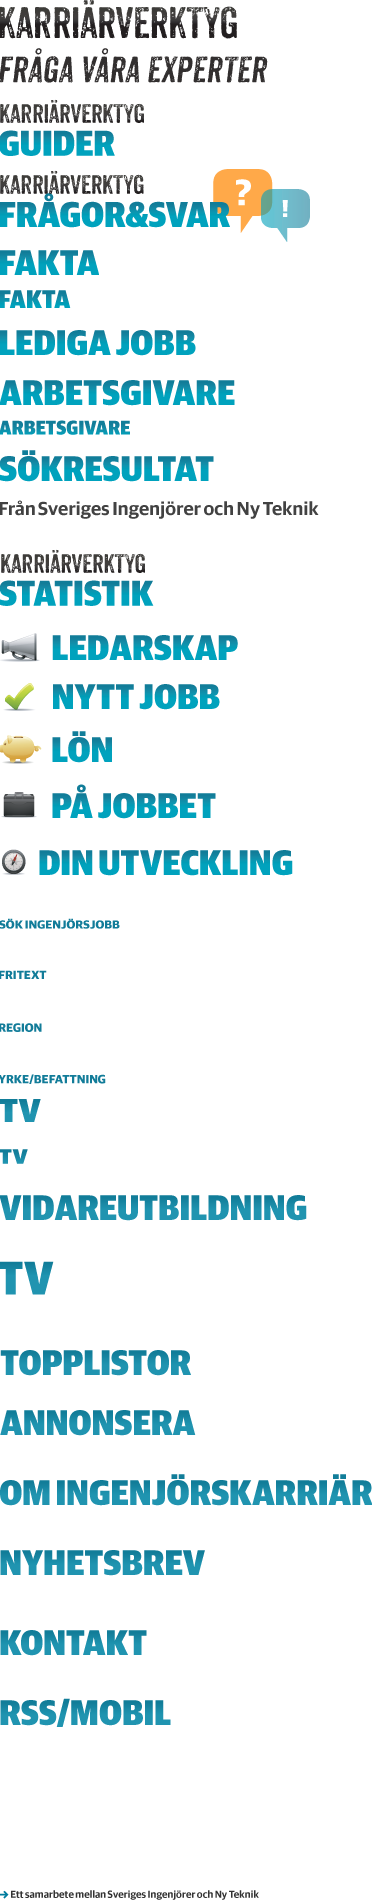 KARRIÄRVERKTYG
FRÅGA VÅRA EXPERTER
KARRIÄRVERKTYG
GUIDER
KARRIÄRVERKTYG
FRÅGOR&SVAR ? !
FAKTA
FAKTA
LEDIGA JOBB
ARBETSGIVARE
ARBETSGIVARE
SÖKRESULTAT
Från Sveriges Ingenjörer och Ny Teknik
KARRIÄRVERKTYG
STATISTIK
LEDARSKAP
NYTT JOBB
LÖN
PÅ JOBBET
DIN UTVECKLING
SÖK INGENJÖRSJOBB
FRITEXT
REGION
YRKE/BEFATTNING
TV
TV
VIDAREUTBILDNING
TV
TOPPLISTOR
ANNONSERA
OM INGENJÖRSKARRIÄR
NYHETSBREV
KONTAKT
RSS/MOBIL
→ Ett samarbete mellan Sveriges Ingenjörer och Ny Teknik